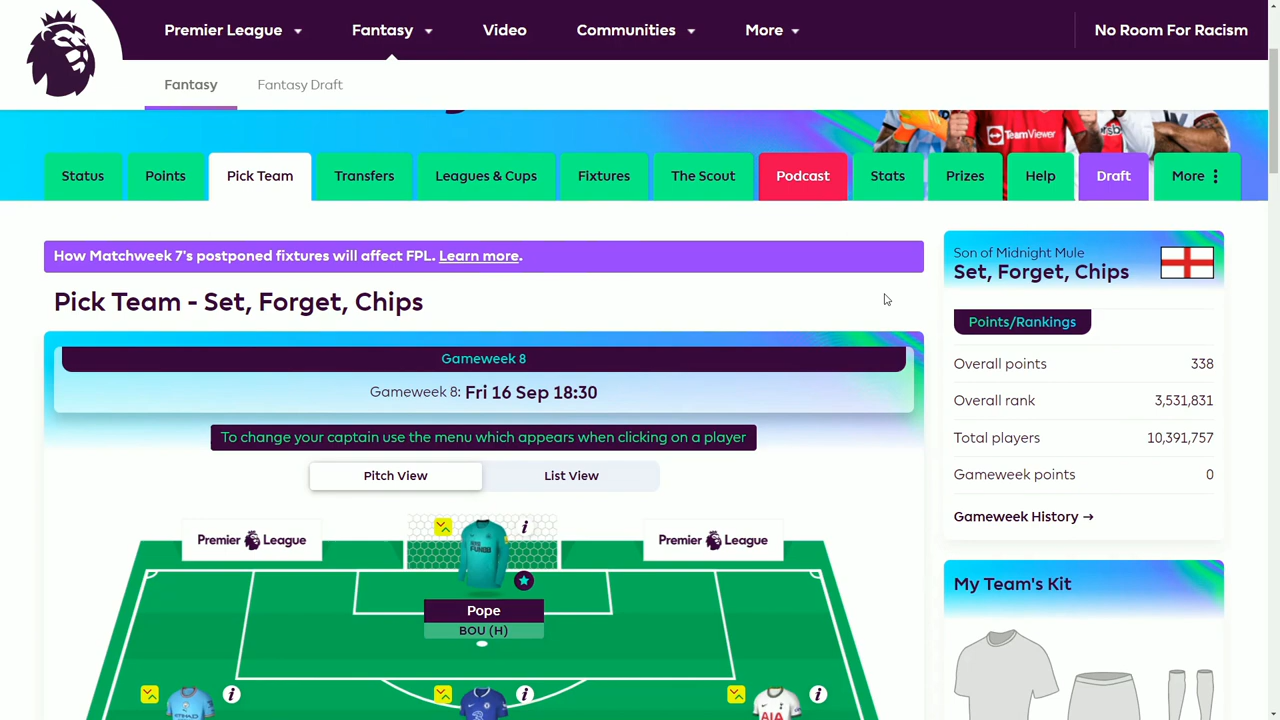 Premier League Fantasy Video Communities More No Room For Racism
Fantasy Fantasy Draft
TeamViewer
Status Points Pick Team Transfers Leagues & Cups Fixtures The Scout Podcast Stats Prizes Help Draft More
How Matchweek 7's postponed fixtures will affect FPL. Learn more.
Son of Midnight Mule
Set, Forget, Chips
Pick Team - Set, Forget, Chips
Points/Rankings
Gameweek 8
Overall points 338
Gameweek 8: Fri 16 Sep 18:30
Overall rank 3,531,831
To change your captain use the menu which appears when clicking on a player
Total players 10,391,757
Pitch View List View
Gameweek points 0
Gameweek History →
Premier League Premier League
My Team's Kit
Pope
BOU (H)
AIA